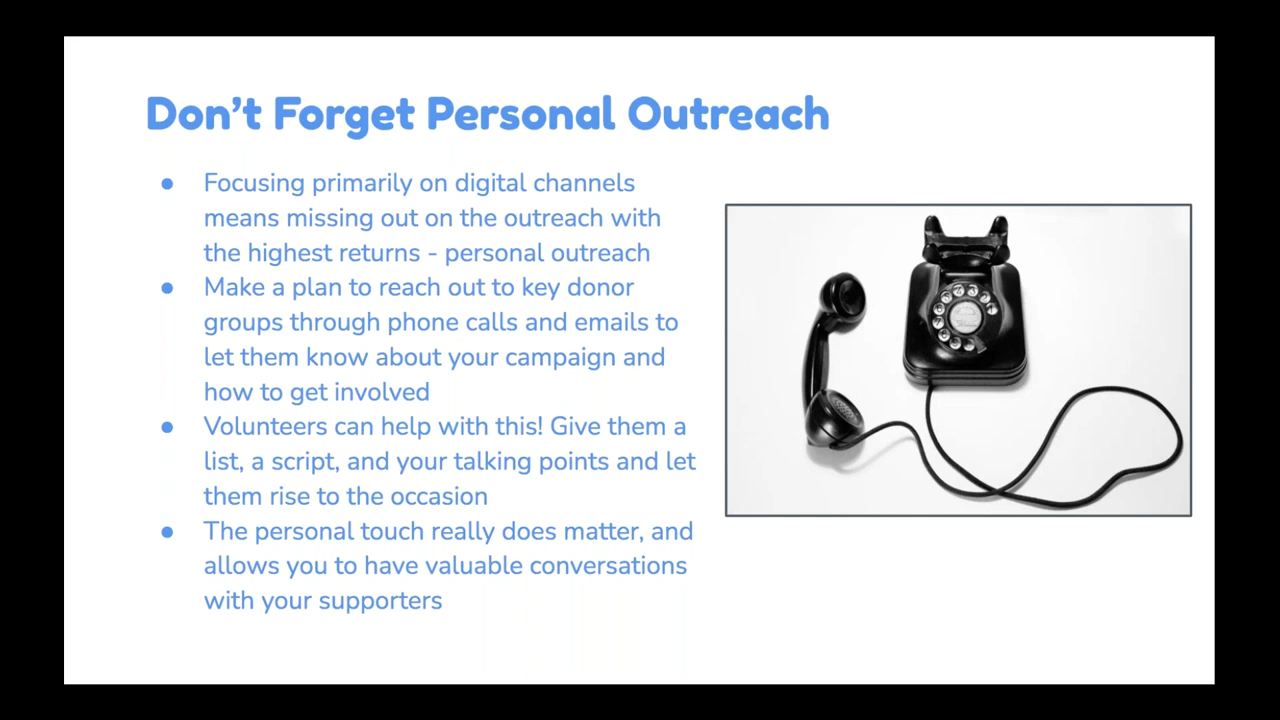 Don’t Forget Personal Outreach
● Focusing primarily on digital channels
means missing out on the outreach with
the highest returns - personal outreach
● Make a plan to reach out to key donor
groups through phone calls and emails to
let them know about your campaign and
how to get involved
● Volunteers can help with this! Give them a
list, a script, and your talking points and let
them rise to the occasion
● The personal touch really does matter, and
allows you to have valuable conversations
with your supporters